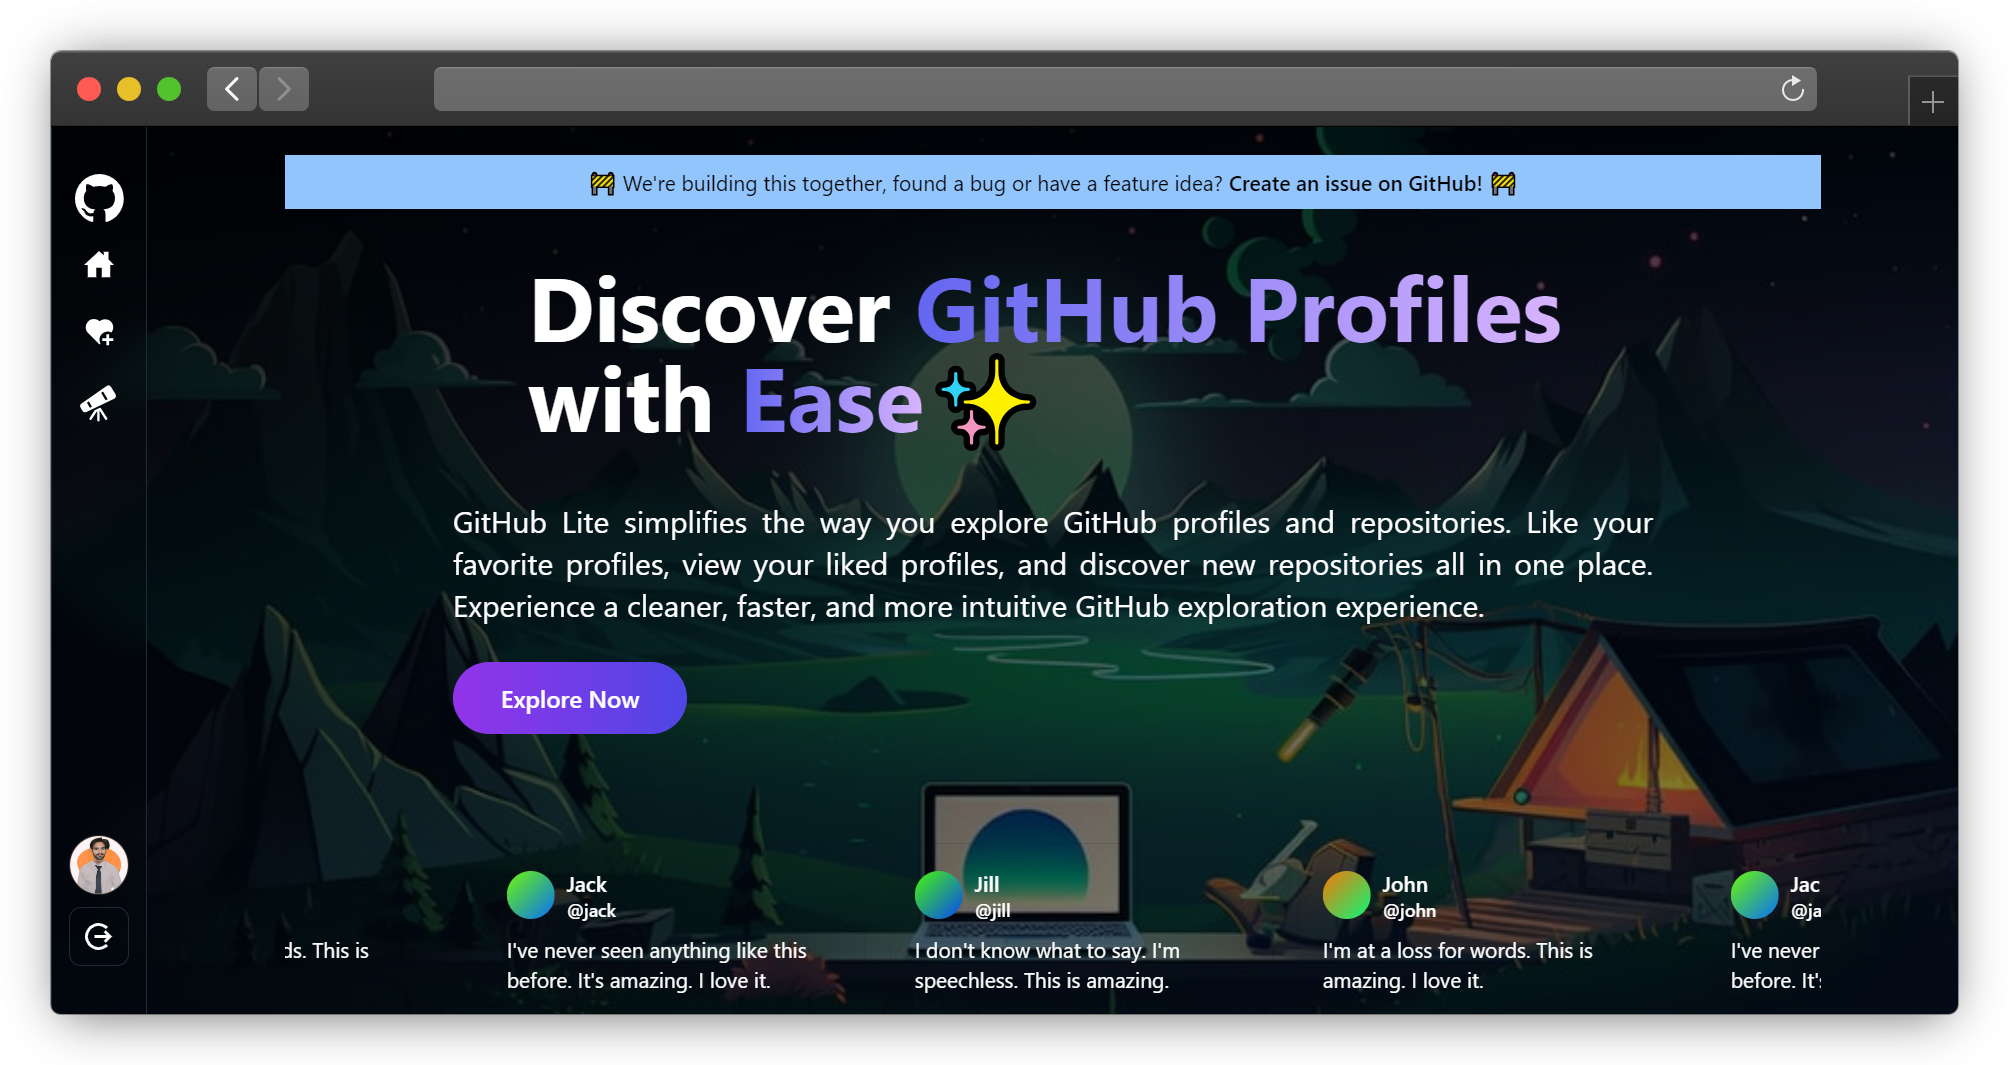 🚧 We're building this together, found a bug or have a feature idea? Create an issue on GitHub! 🚧
Discover GitHub Profiles
with Ease✨
GitHub Lite simplifies the way you explore GitHub profiles and repositories. Like your
favorite profiles, view your liked profiles, and discover new repositories all in one place.
Experience a cleaner, faster, and more intuitive GitHub exploration experience.
Explore Now
ds. This is
Jack
@jack
I've never seen anything like this
before. It's amazing. I love it.
Jill
@jill
I don't know what to say. I'm
speechless. This is amazing.
John
@john
I'm at a loss for words. This is
amazing. I love it.
Jac
@ja
I've never
before. It's